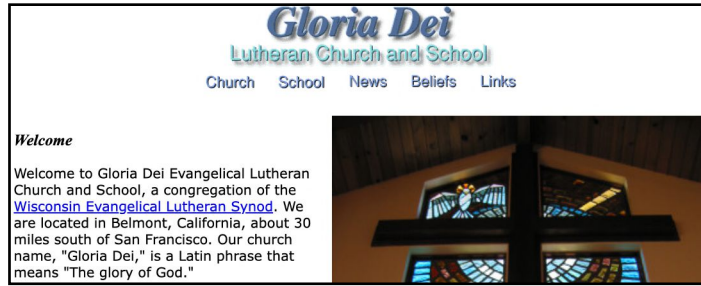 Gloria Dei
Lutheran Church and School
Church School News Beliefs Links
Welcome
Welcome to Gloria Dei Evangelical Lutheran
Church and School, a congregation of the
Wisconsin Evangelical Lutheran Synod. We
are located in Belmont, California, about 30
miles south of San Francisco. Our church
name, "Gloria Dei," is a Latin phrase that
means "The glory of God."